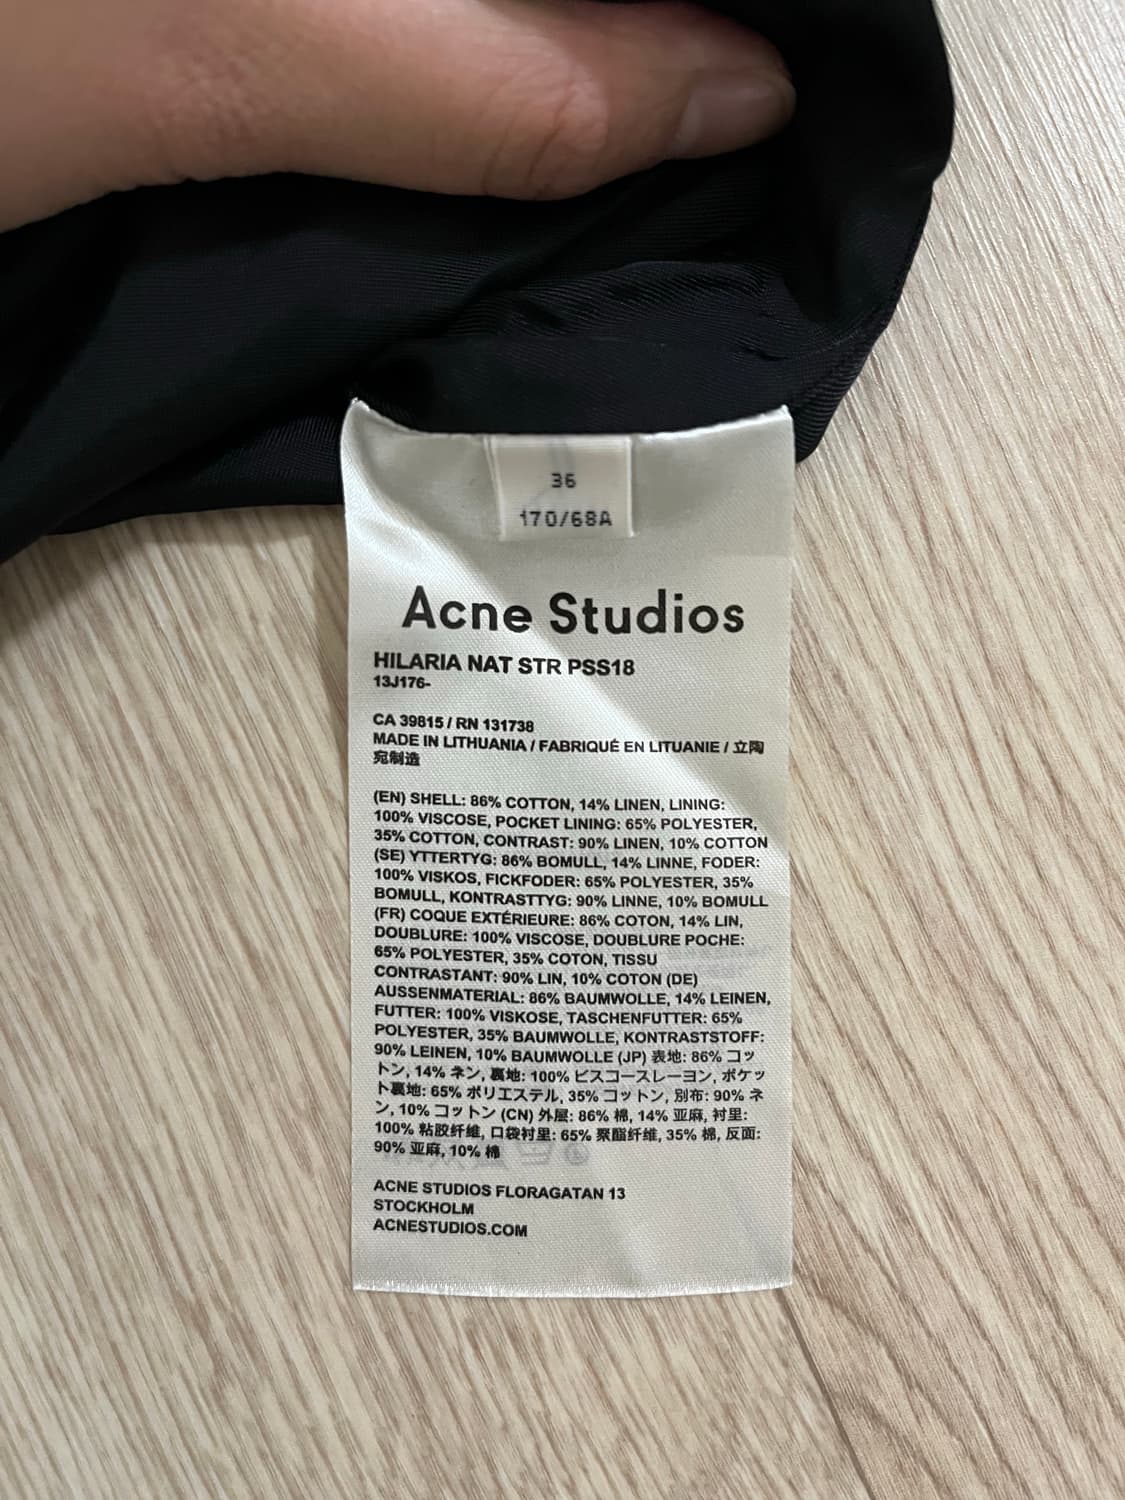 36
170/68A
Acne Studios
HILARIA NAT STR PSS18
13J176-
CA 39815 / RN 131738
MADE IN LITHUANIA / FABRIQUÉ EN LITUANIE / 立陶
宛制造
(EN) SHELL: 86% COTTON, 14% LINEN, LINING:
100% VISCOSE, POCKET LINING: 65% POLYESTER,
35% COTTON, CONTRAST: 90% LINEN, 10% COTTON
(SE) YTTERTYG: 86% BOMULL, 14% LINNE, FODER:
100% VISKOS, FICKFODER: 65% POLYESTER, 35%
BOMULL, KONTRASTTYG: 90% LINNE, 10% BOMULL
(FR) COQUE EXTÉRIEURE: 86% COTON, 14% LIN,
DOUBLURE: 100% VISCOSE, DOUBLURE POCHE:
65% POLYESTER, 35% COTON, TISSU
CONTRASTANT: 90% LIN, 10% COTON (DE)
AUSSENMATERIAL: 86% BAUMWOLLE, 14% LEINEN,
FUTTER: 100% VISKOSE, TASCHENFUTTER: 65%
POLYESTER, 35% BAUMWOLLE, KONTRASTSTOFF:
90% LEINEN, 10% BAUMWOLLE (JP) 表地: 86% コッ
トン, 14% ネン, 裏地: 100% ビスコースレーヨン, ポケッ
ト裏地: 65% ポリエステル, 35% コットン, 別布: 90% ネ
ン, 10% コットン (CN) 外层: 86% 棉, 14% 亚麻, 衬里:
100% 粘胶纤维, 口袋衬里: 65% 聚酯纤维, 35% 棉, 反面:
90% 亚麻, 10% 棉
ACNE STUDIOS FLORAGATAN 13
STOCKHOLM
ACNESTUDIOS.COM